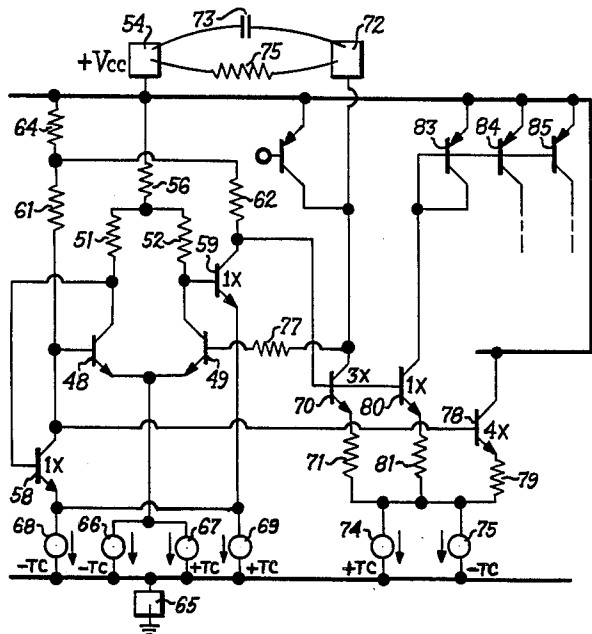 54 73 72
+Vcc 75
64 83 84 85
56
61 62
51 52 59
1X
77
48 49 3X 1X 78
70 80 4X
1X 71 81 79
58
68 66 67 69 74 75
-TC -TC +TC +TC +TC -TC
65